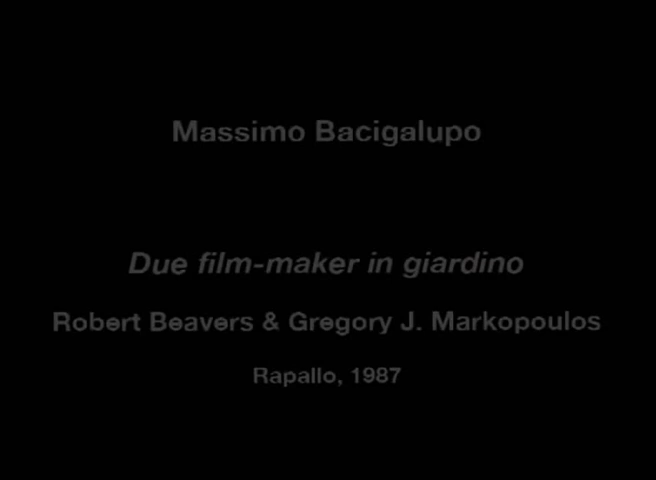 Massimo Bacigalupo
Due film-maker in giardino
Robert Beavers & Gregory J. Markopoulos
Rapallo, 1987